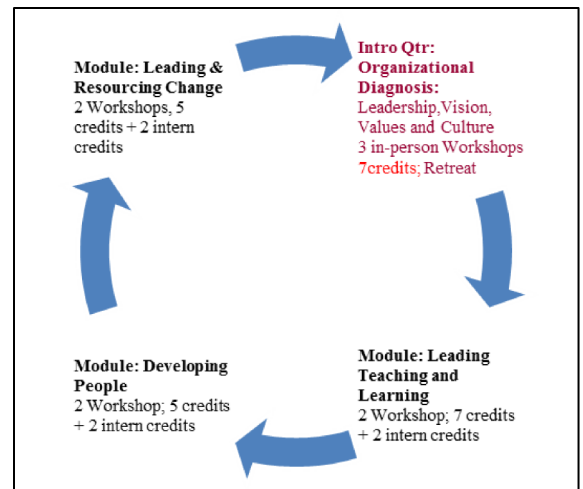 Module: Leading &
Resourcing Change
2 Workshops, 5
credits + 2 intern
credits
Intro Qtr:
Organizational
Diagnosis:
Leadership,Vision,
Values and Culture
3 in-person Workshops
7credits; Retreat
Module: Leading
Teaching and
Learning
2 Workshop; 7 credits
+ 2 intern credits
Module: Developing
People
2 Workshop; 5 credits
+ 2 intern credits